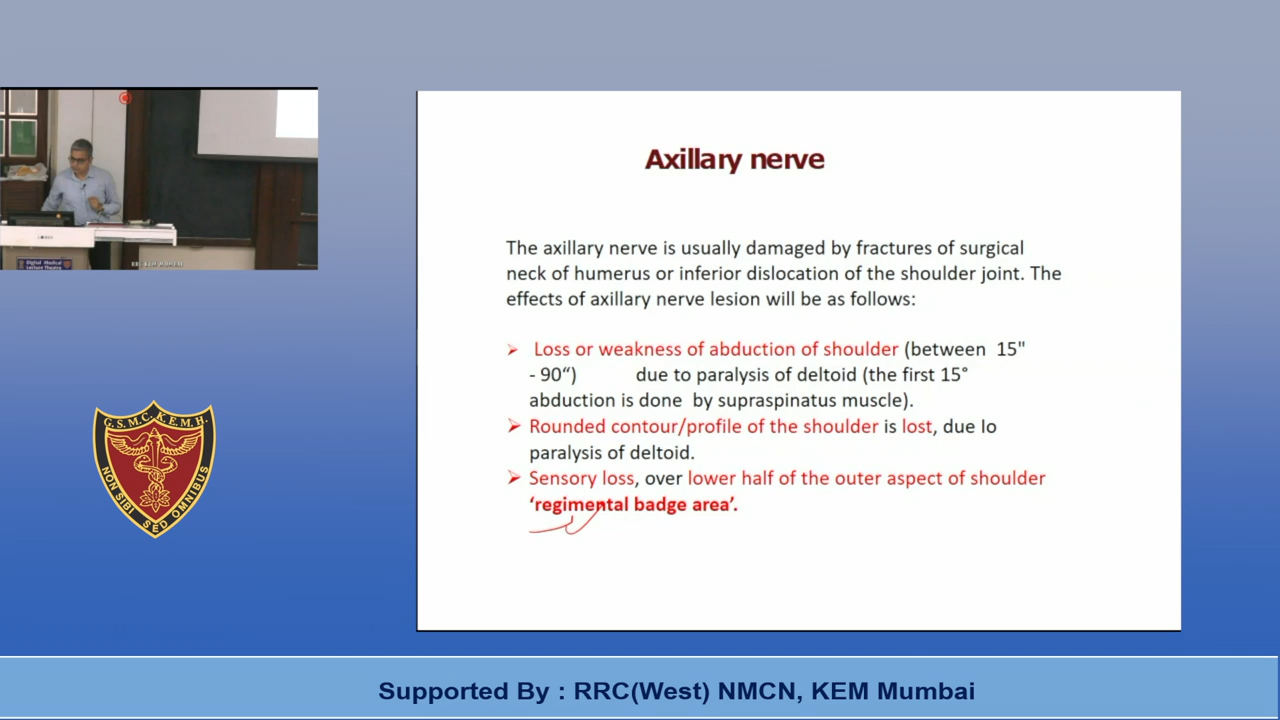 Axillary nerve
The axillary nerve is usually damaged by fractures of surgical
neck of humerus or inferior dislocation of the shoulder joint. The
effects of axillary nerve lesion will be as follows:
➢ Loss or weakness of abduction of shoulder (between 15"
- 90“) due to paralysis of deltoid (the first 15°
abduction is done by supraspinatus muscle).
➢ Rounded contour/profile of the shoulder is lost, due lo
paralysis of deltoid.
➢ Sensory loss, over lower half of the outer aspect of shoulder
‘regimental badge area’.
Digital Medical
Lecture Theatre
G.S.M.C. K.E.M.H.
NON SIBI SED OMNIBUS
Supported By : RRC(West) NMCN, KEM Mumbai